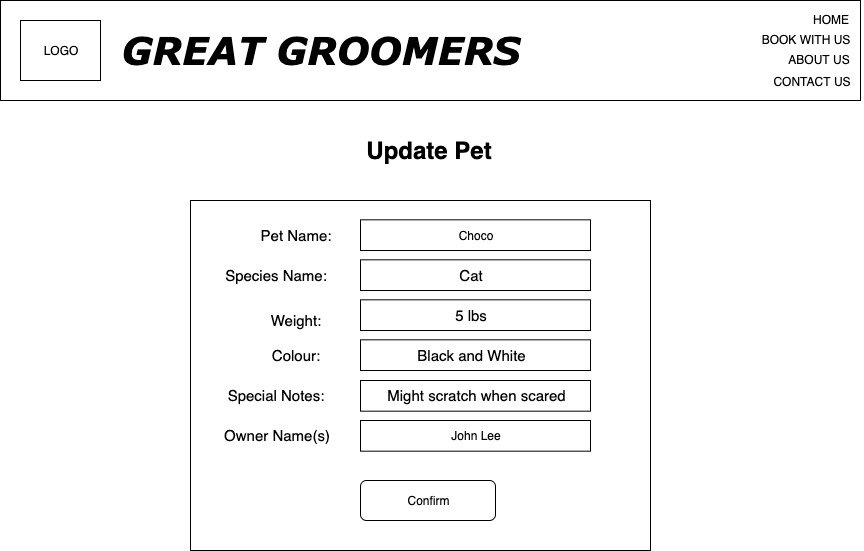 LOGO
GREAT GROOMERS
HOME
BOOK WITH US
ABOUT US
CONTACT US
Update Pet
Pet Name: Choco
Species Name: Cat
Weight: 5 lbs
Colour: Black and White
Special Notes: Might scratch when scared
Owner Name(s) John Lee
Confirm